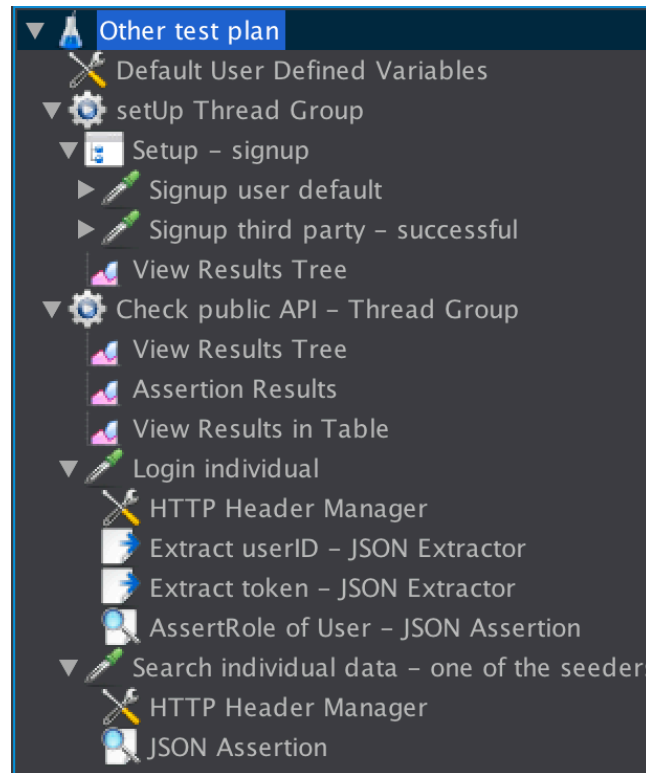 Other test plan
Default User Defined Variables
setUp Thread Group
Setup – signup
Signup user default
Signup third party – successful
View Results Tree
Check public API – Thread Group
View Results Tree
Assertion Results
View Results in Table
Login individual
HTTP Header Manager
Extract userID – JSON Extractor
Extract token – JSON Extractor
AssertRole of User – JSON Assertion
Search individual data – one of the seeders
HTTP Header Manager
JSON Assertion